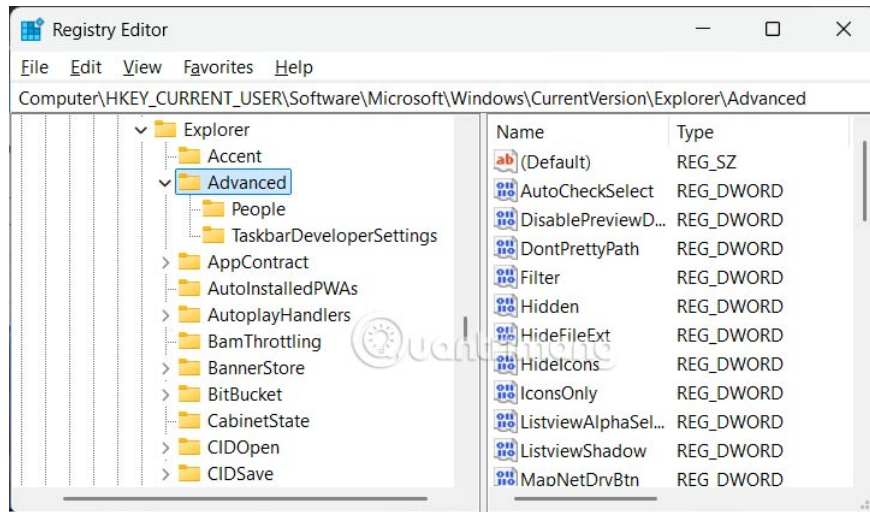 Registry Editor
File Edit View Favorites Help
Computer\HKEY_CURRENT_USER\Software\Microsoft\Windows\CurrentVersion\Explorer\Advanced
Explorer
Accent
Advanced
People
TaskbarDeveloperSettings
AppContract
AutoInstalledPWAs
AutoplayHandlers
BamThrottling
BannerStore
BitBucket
CabinetState
CIDOpen
CIDSave
Name Type
(Default) REG_SZ
AutoCheckSelect REG_DWORD
DisablePreviewD... REG_DWORD
DontPrettyPath REG_DWORD
Filter REG_DWORD
Hidden REG_DWORD
HideFileExt REG_DWORD
HideIcons REG_DWORD
IconsOnly REG_DWORD
ListviewAlphaSel... REG_DWORD
ListviewShadow REG_DWORD
MapNetDrvBtn REG_DWORD
Quantrimang